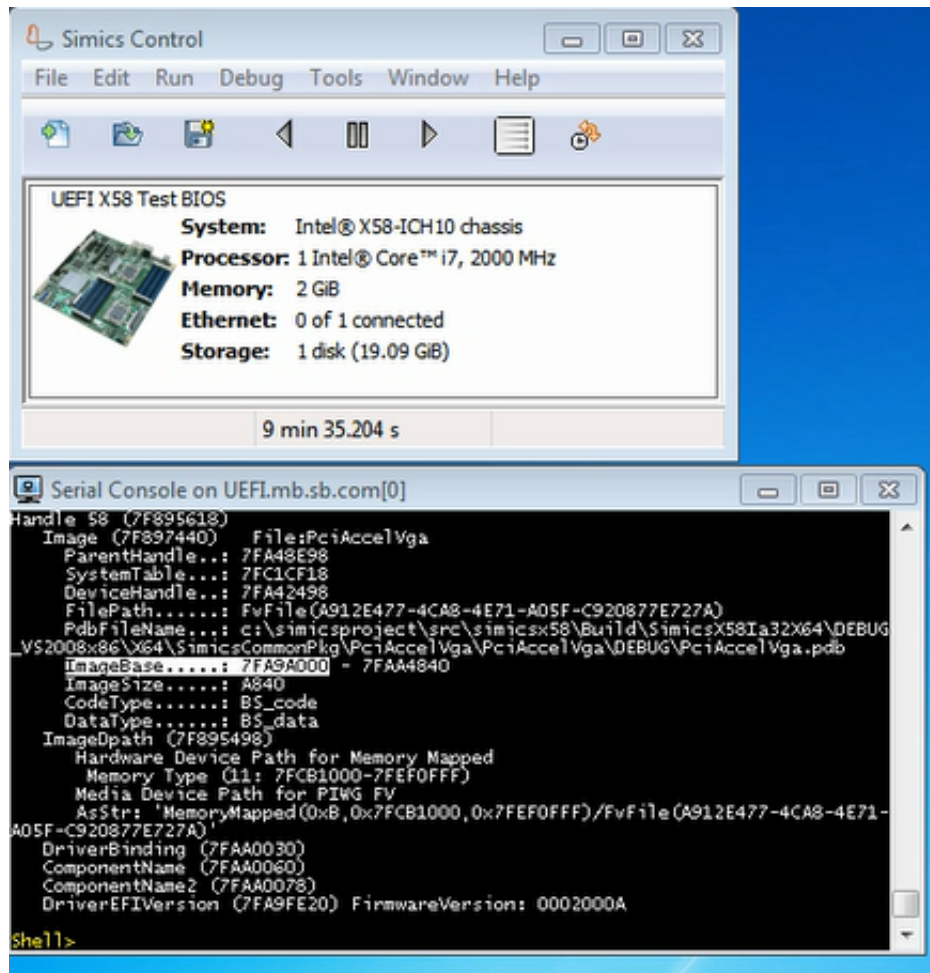 Simics Control
File Edit Run Debug Tools Window Help
UEFI X58 Test BIOS
System: Intel® X58-ICH10 chassis
Processor: 1 Intel® Core™ i7, 2000 MHz
Memory: 2 GiB
Ethernet: 0 of 1 connected
Storage: 1 disk (19.09 GiB)
9 min 35.204 s
Serial Console on UEFI.mb.sb.com[0]
Handle 58 (7F895618)
Image (7F897440) File:PciAccelVga
ParentHandle..: 7FA48E98
SystemTable...: 7FC1CF18
DeviceHandle..: 7FA42498
FilePath......: FvFile(A912E477-4CA8-4E71-A05F-C920877E727A)
PdbFileName...: c:\simicsproject\src\simicsx58\Build\SimicsX58Ia32X64\DEBUG
_VS2008x86\X64\SimicsCommonPkg\PciAccelVga\PciAccelVga\DEBUG\PciAccelVga.pdb
ImageBase.....: 7FA9A000 - 7FAA4840
ImageSize.....: A840
CodeType......: BS_code
DataType......: BS_data
ImageDpath (7F895498)
Hardware Device Path for Memory Mapped
Memory Type (11: 7FCB1000-7FEF0FFF)
Media Device Path for PIWG FV
AsStr: 'MemoryMapped(0xB,0x7FCB1000,0x7FEF0FFF)/FvFile(A912E477-4CA8-4E71-
A05F-C920877E727A)'
DriverBinding (7FAA0030)
ComponentName (7FAA0060)
ComponentName2 (7FAA0078)
DriverEFIVersion (7FA9FE20) FirmwareVersion: 0002000A
Shell>